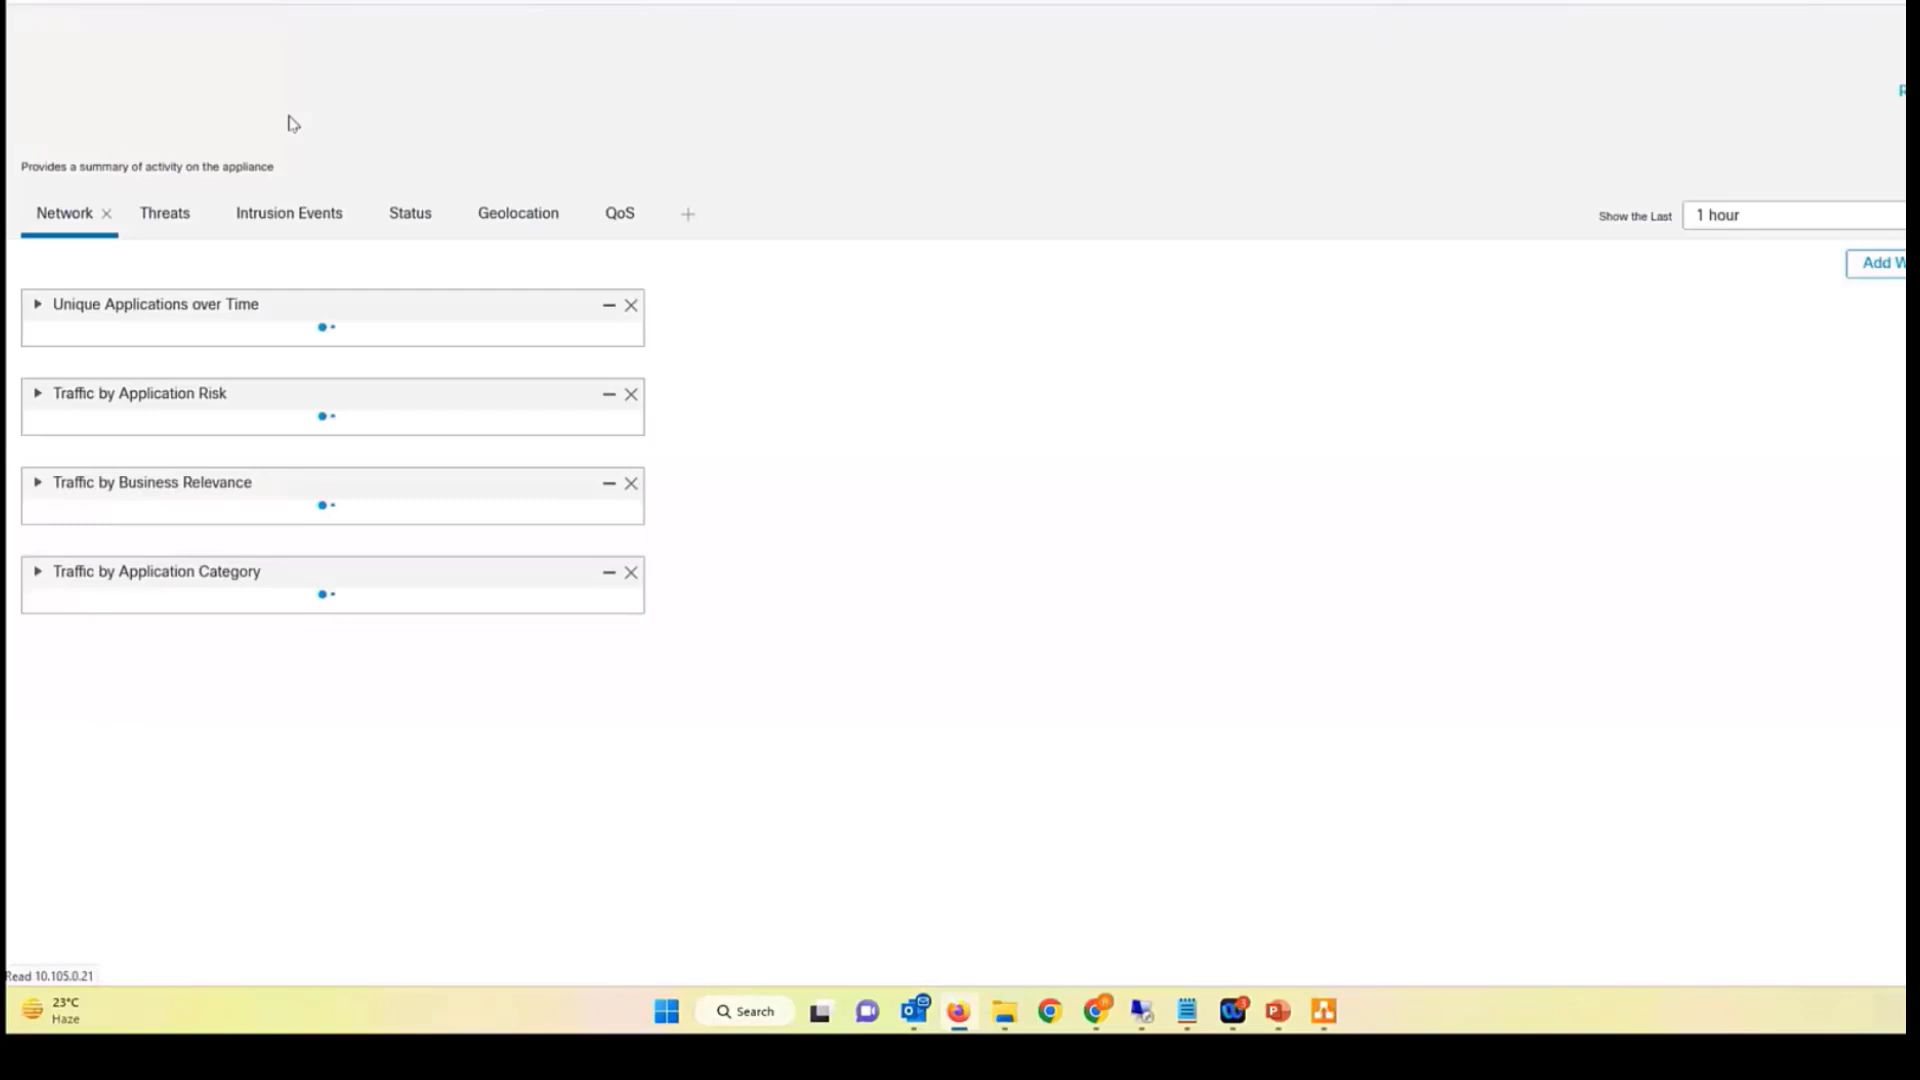 Provides a summary of activity on the appliance
Network Threats Intrusion Events Status Geolocation QoS
Show the Last 1 hour
Add
Unique Applications over Time
Traffic by Application Risk
Traffic by Business Relevance
Traffic by Application Category
Read 10.105.0.21
23°C
Haze
Search